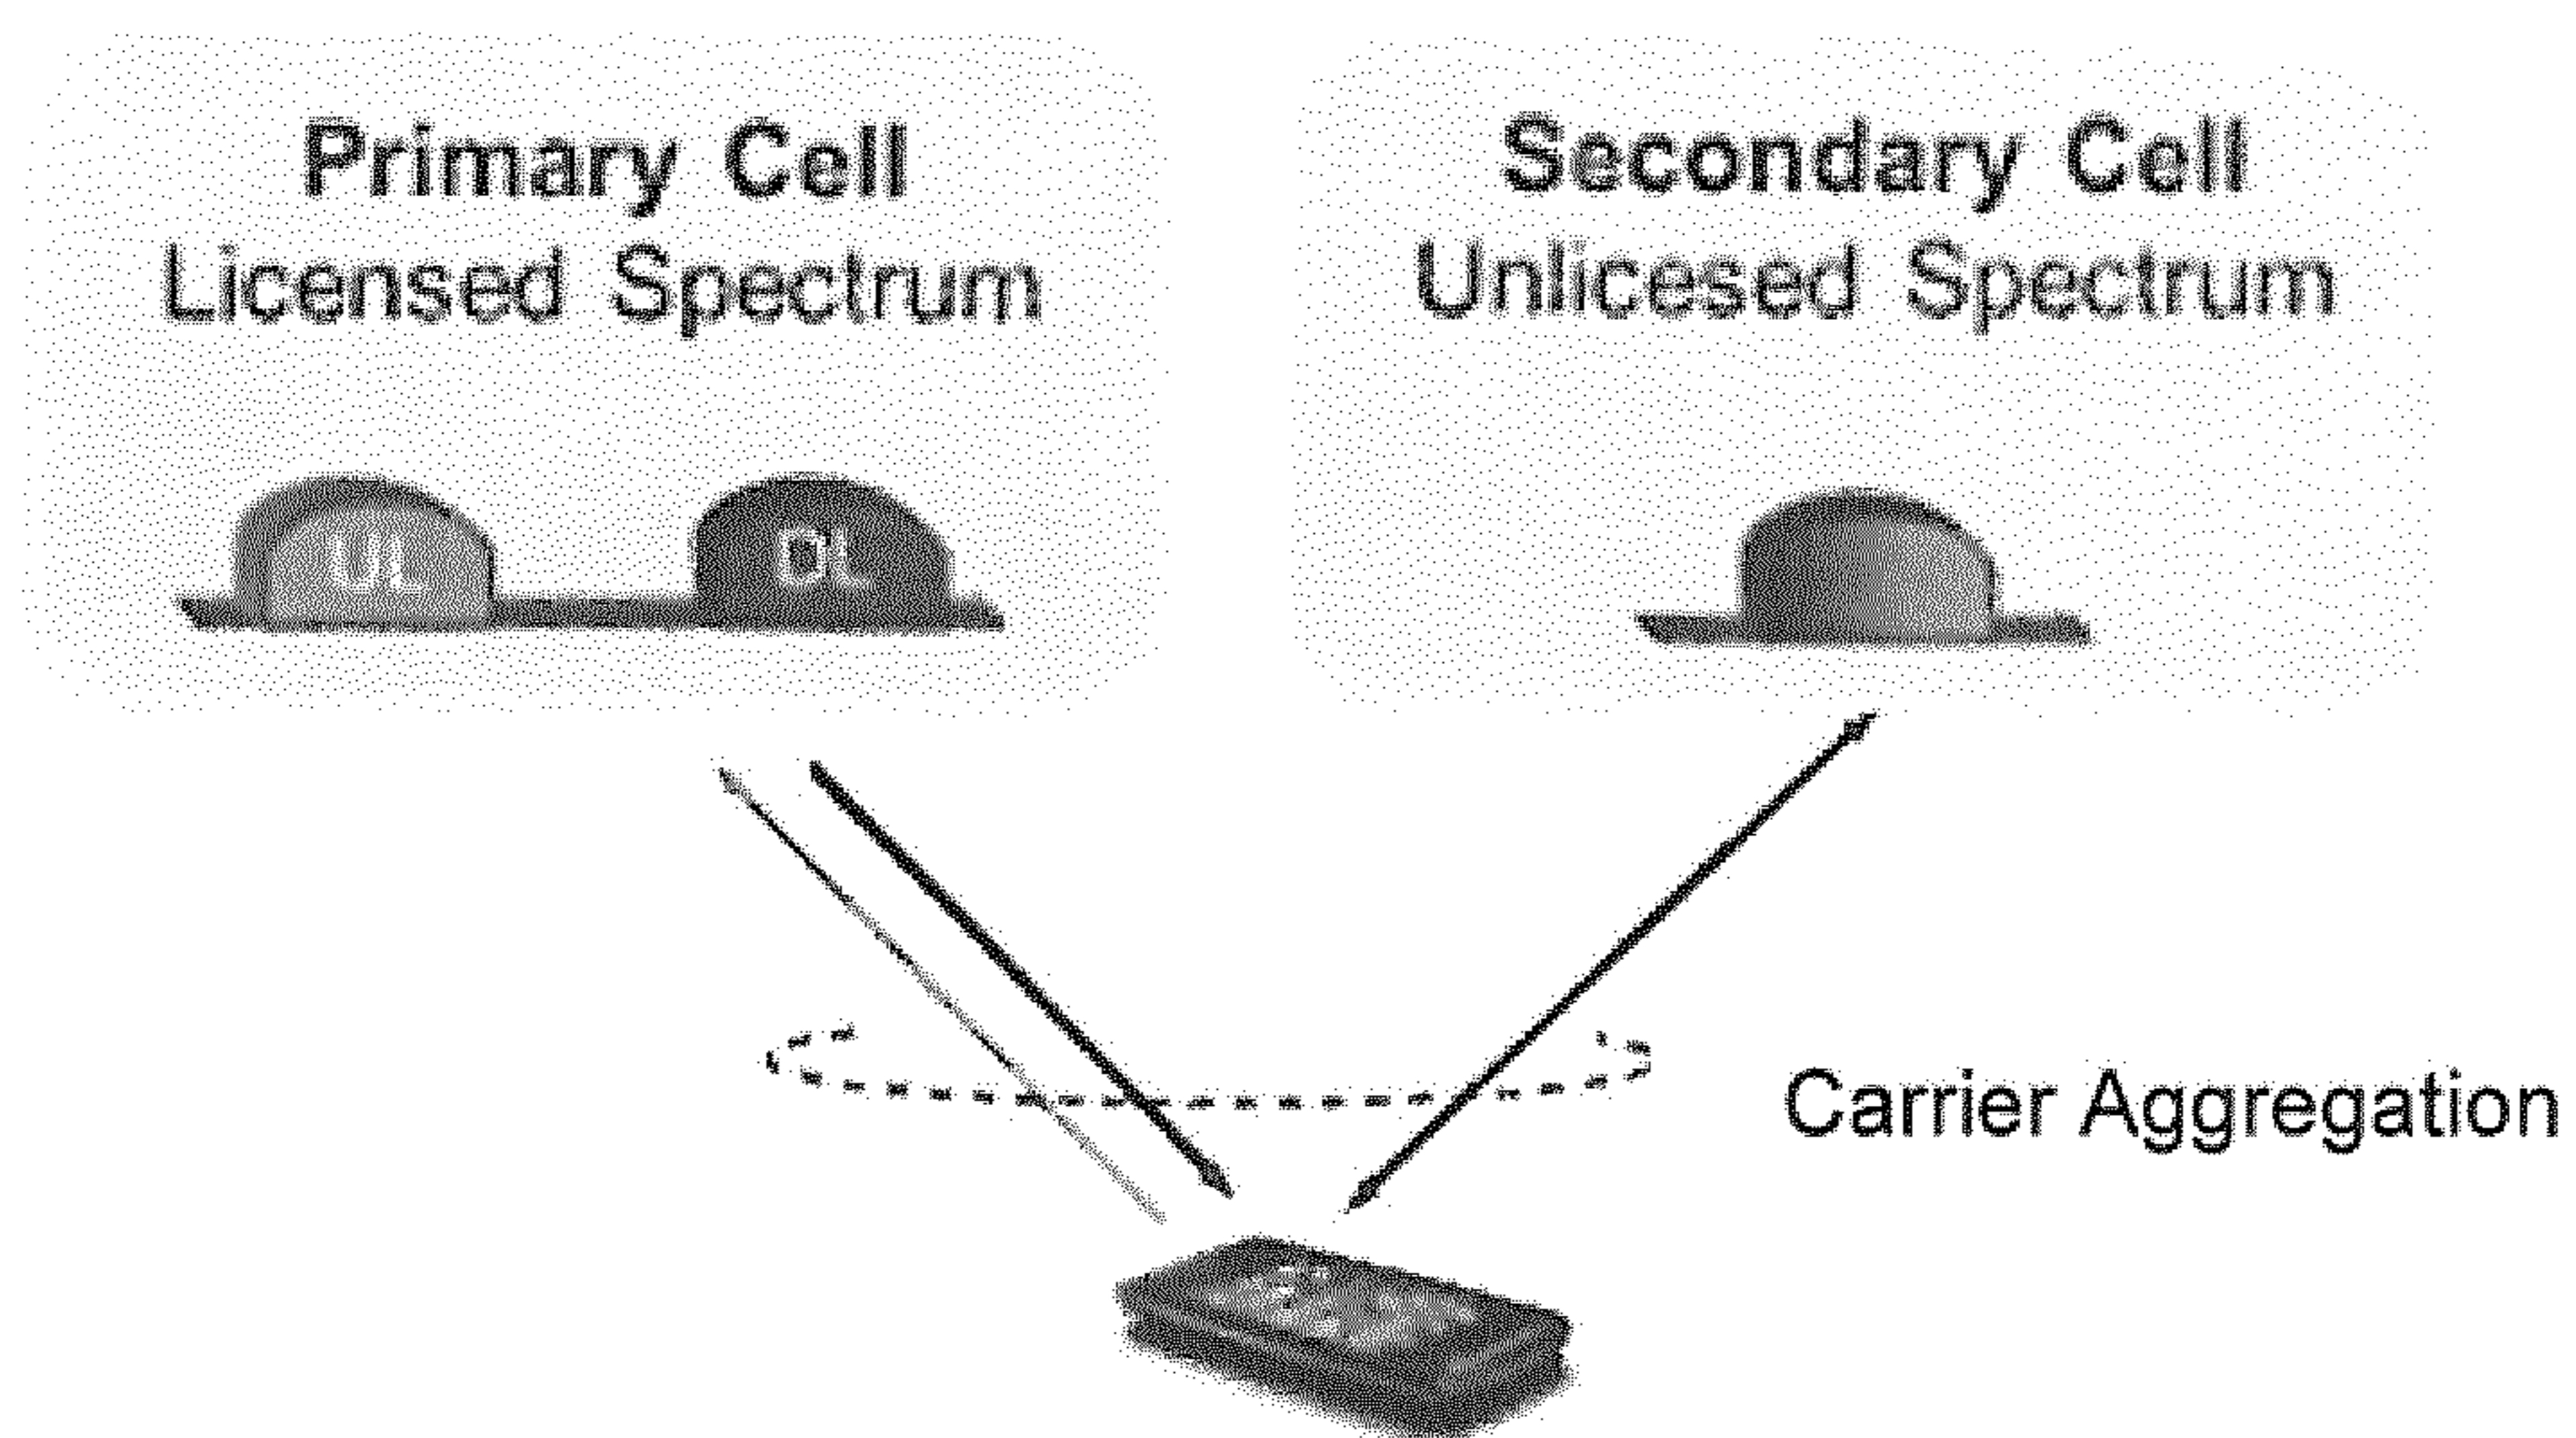 Primary Cell
Licensed Spectrum
UL
DL
Secondary Cell
Unlicesed Spectrum
Carrier Aggregation